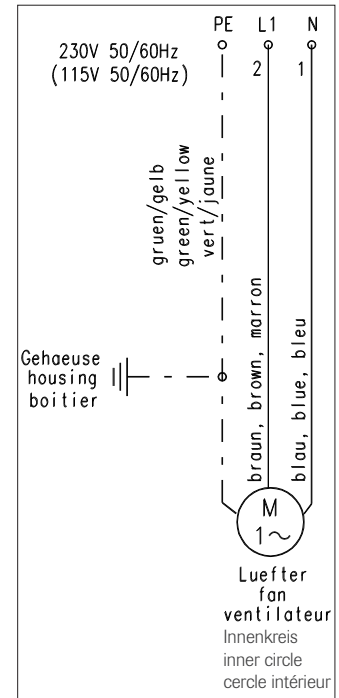 PE L1 N
230V 50/60Hz
(115V 50/60Hz)
2 1
gruen/gelb
green/yellow
vert/jaune
braun, brown, marron
blau, blue, bleu
Gehaeuse
housing
boitier
M
1~
Luefter
fan
ventilateur
Innenkreis
inner circle
cercle intérieur